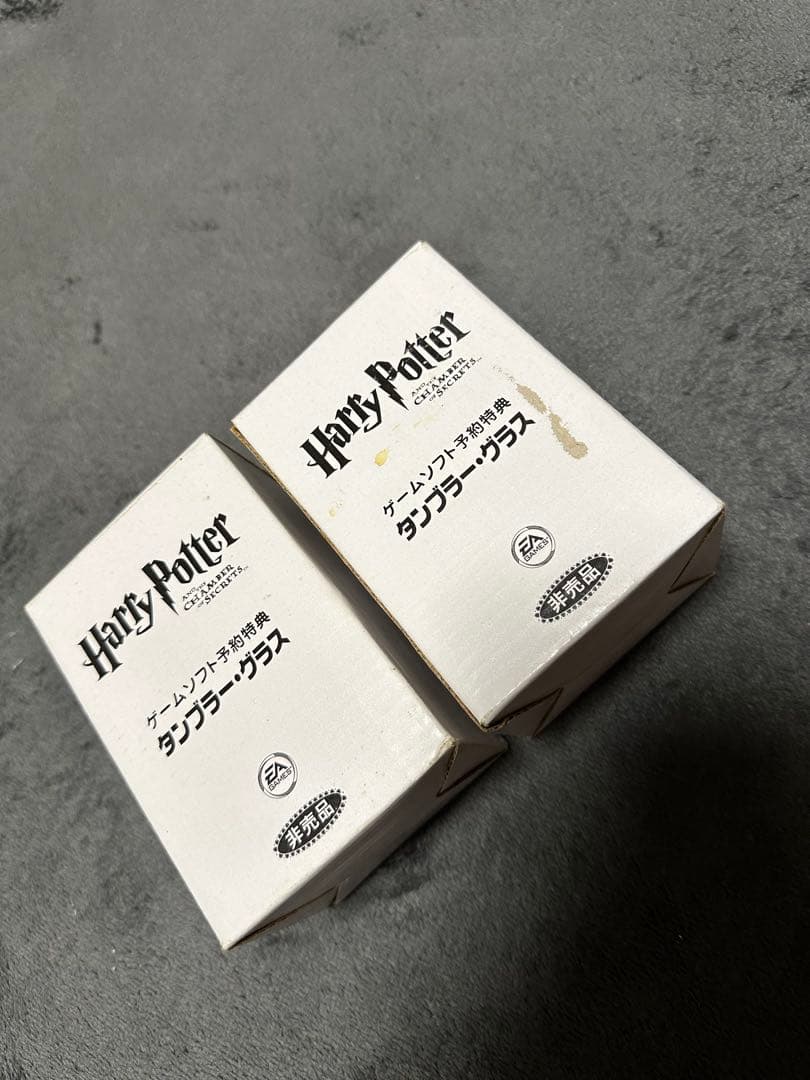 Harry Potter
AND THE
CHAMBER
OF SECRETS
ゲームソフト予約特典
タンブラー・グラス
EA
GAMES
非売品
Harry Potter
AND THE
CHAMBER
OF SECRETS
ゲームソフト予約特典
タンブラー・グラス
EA
GAMES
非売品